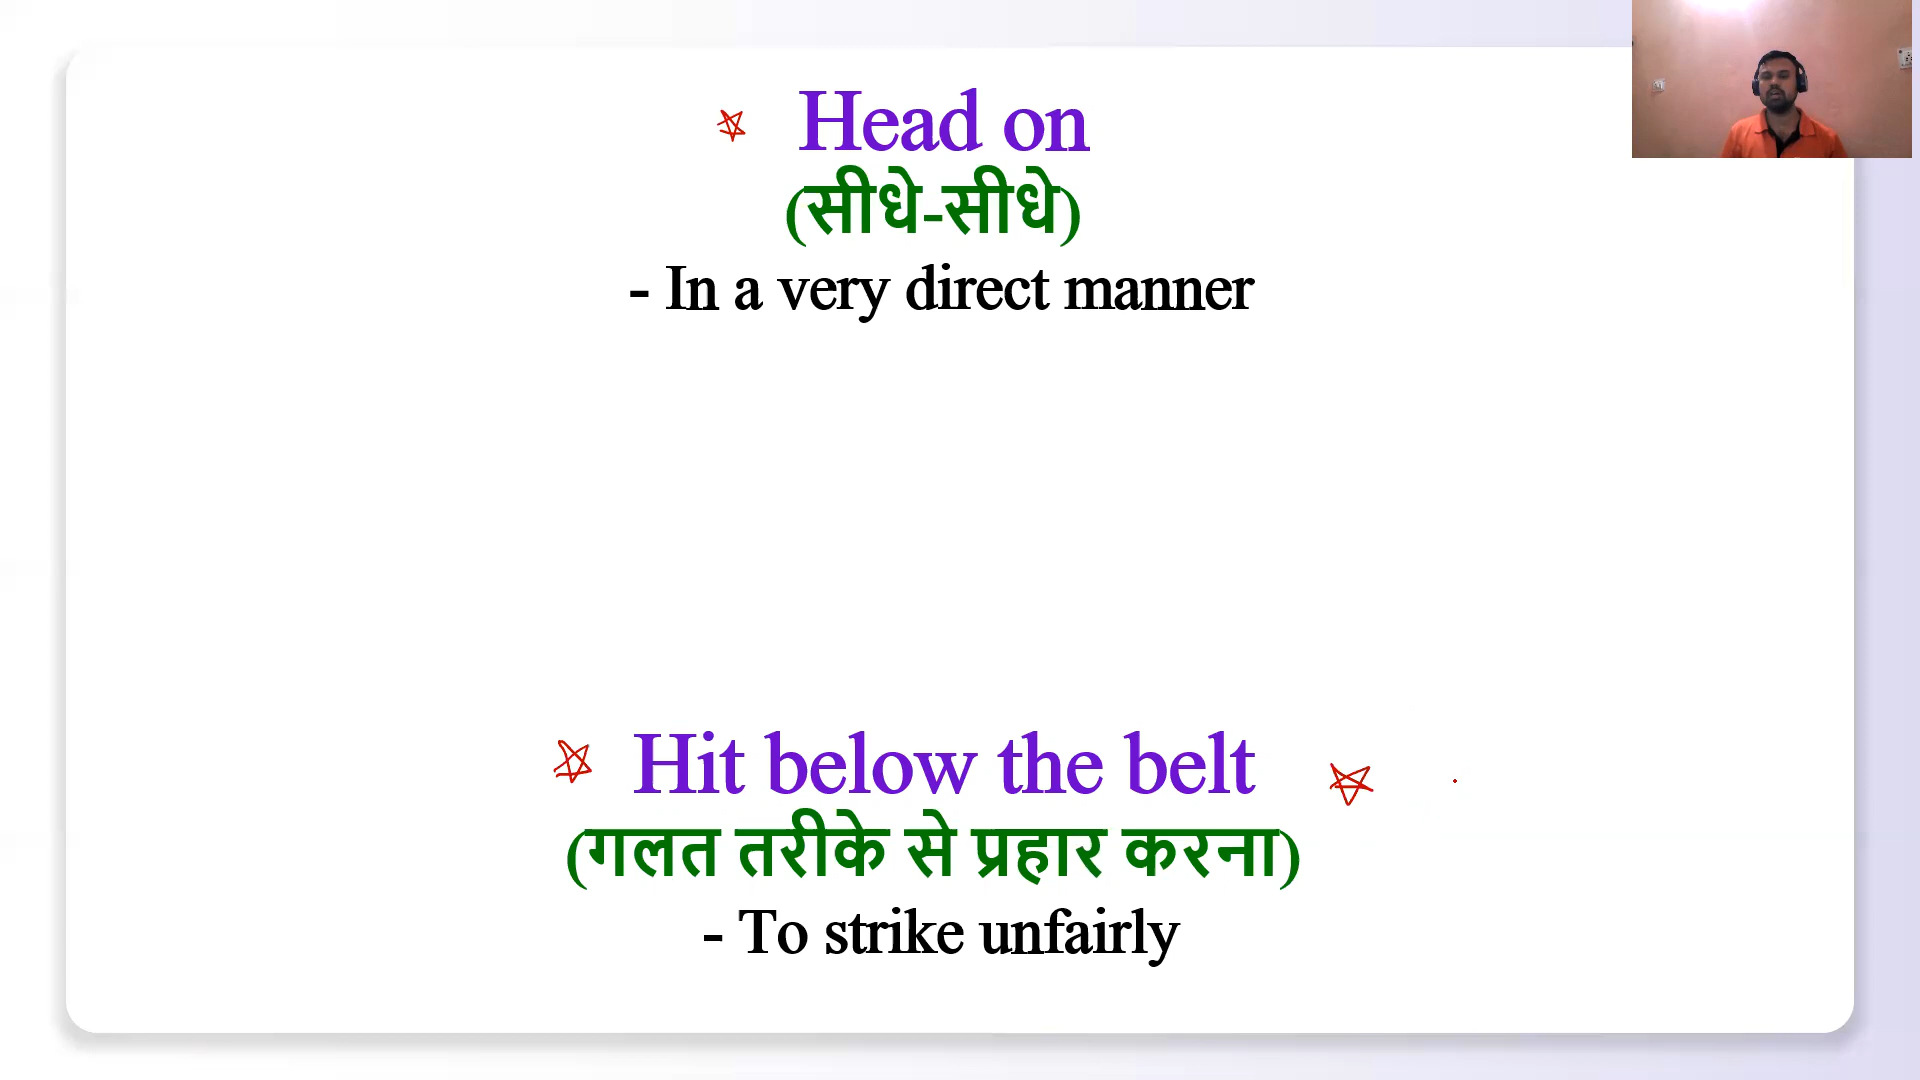 Head on
(सीधे-सीधे)
- In a very direct manner
Hit below the belt
(गलत तरीके से प्रहार करना)
- To strike unfairly